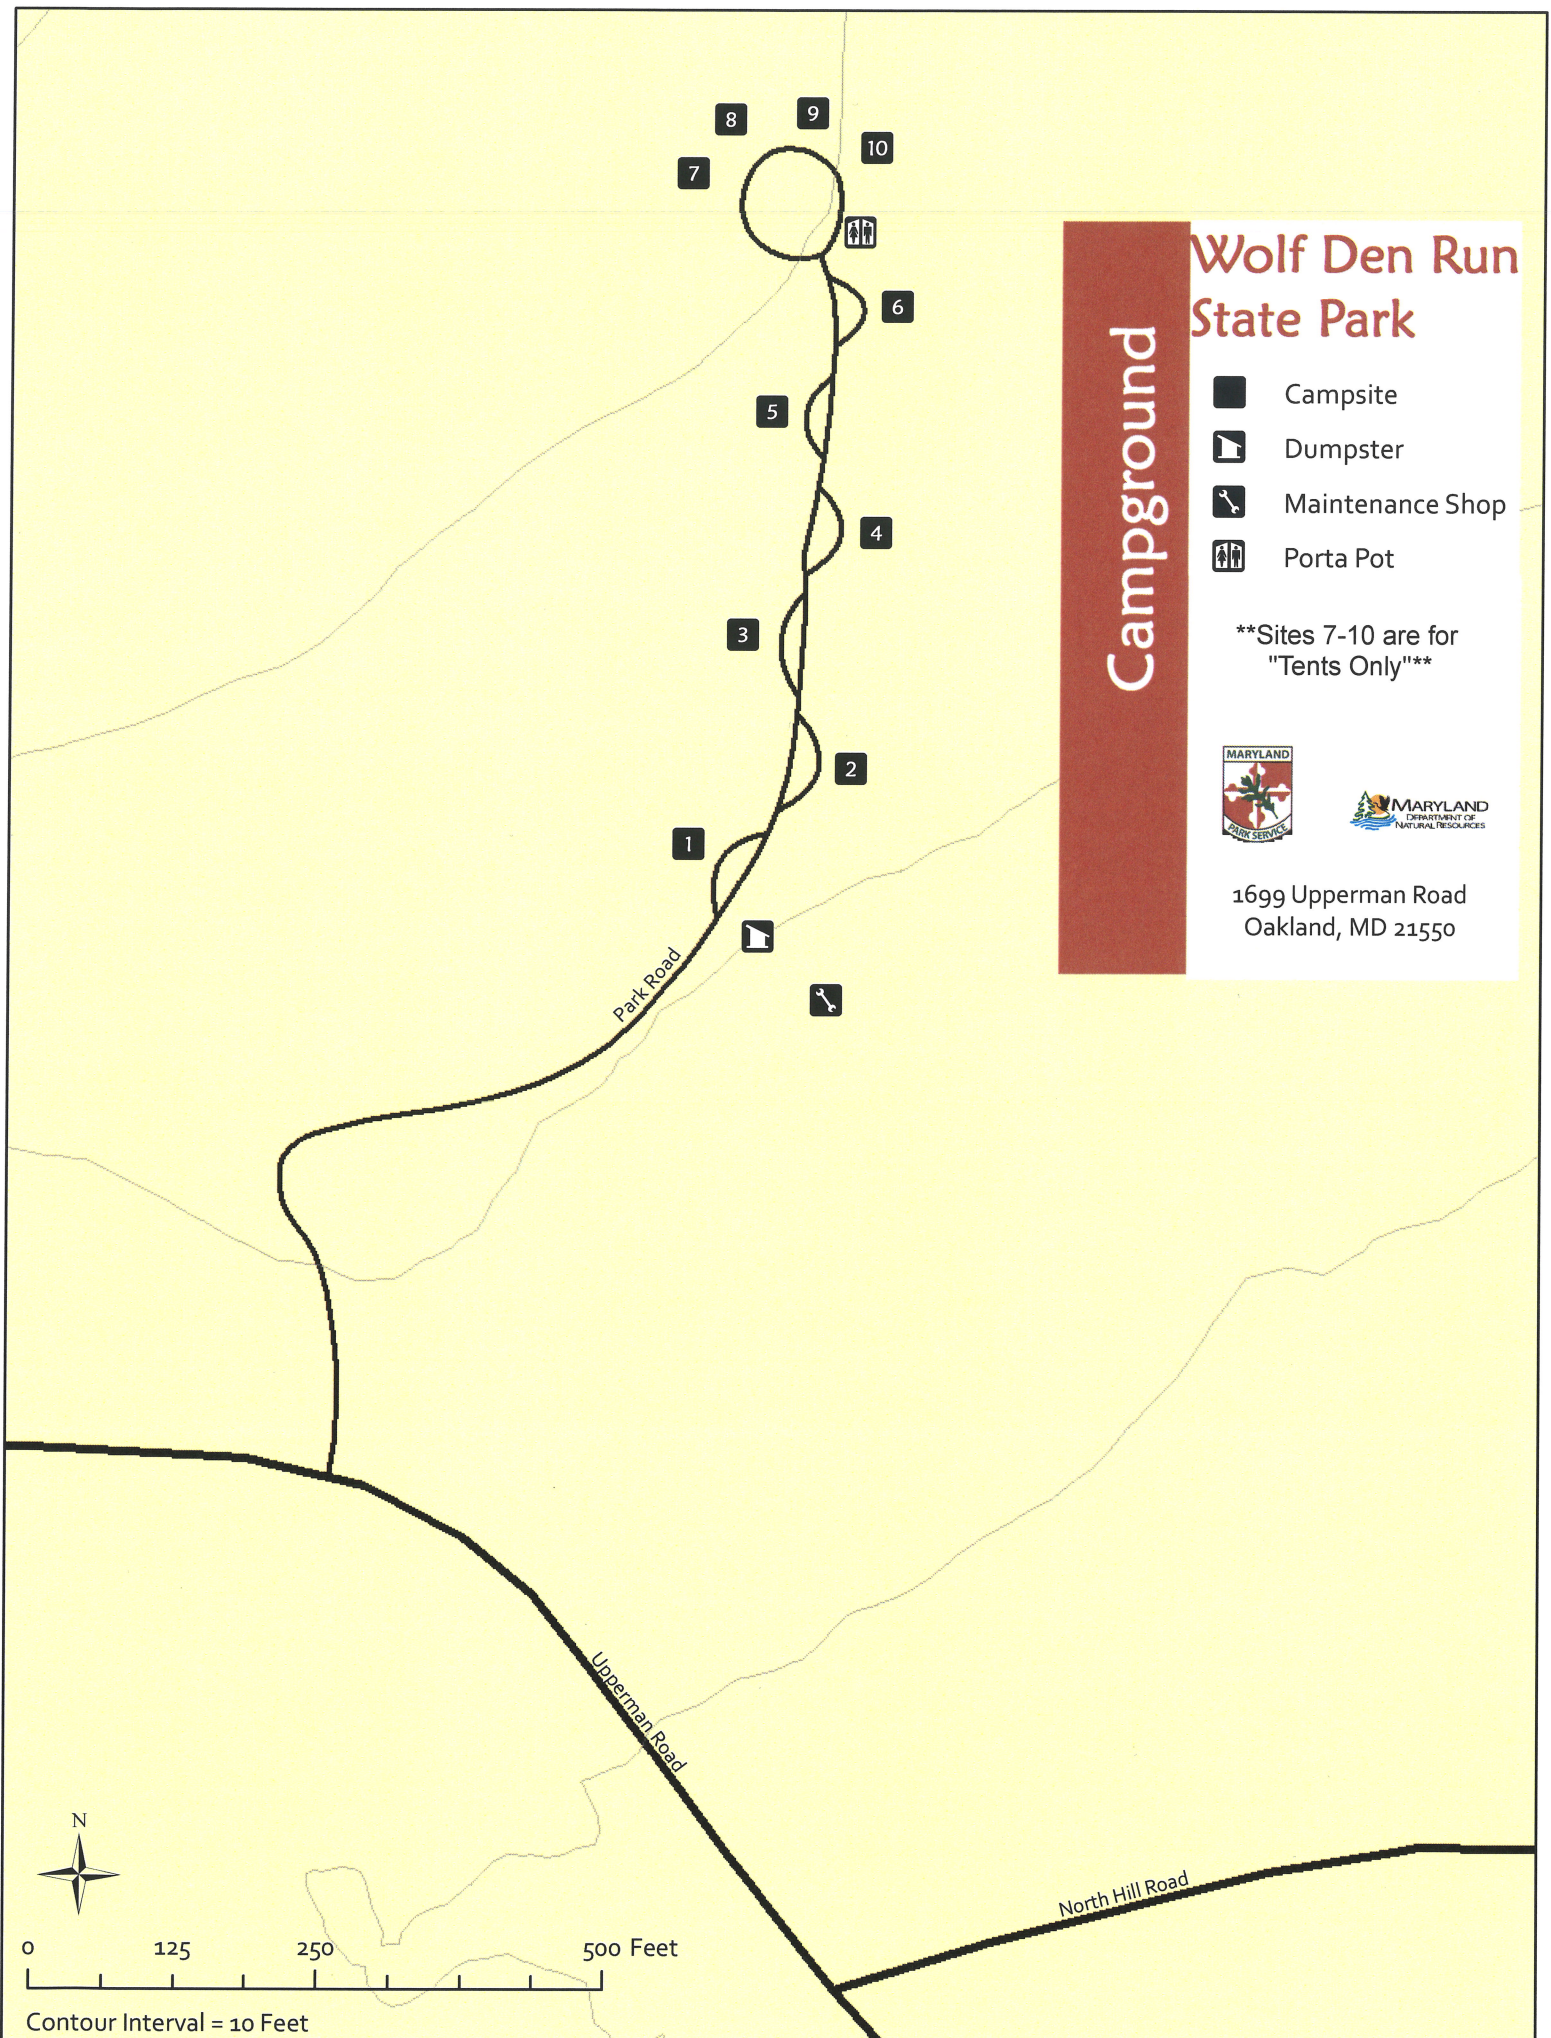 8
9
10
7
6
5
4
3
2
1
Wolf Den Run
State Park
Campground
Campsite
Dumpster
Maintenance Shop
Porta Pot
**Sites 7-10 are for
"Tents Only"**
MARYLAND
PARK SERVICE
MARYLAND
DEPARTMENT OF
NATURAL RESOURCES
1699 Upperman Road
Oakland, MD 21550
Park Road
Upperman Road
North Hill Road
N
0 125 250 500 Feet
Contour Interval = 10 Feet